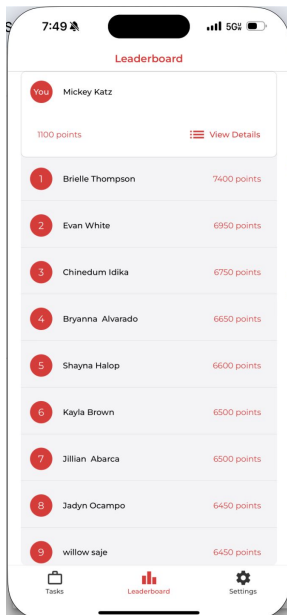 7:49
5G
Leaderboard
You Mickey Katz
1100 points View Details
1 Brielle Thompson 7400 points
2 Evan White 6950 points
3 Chinedum Idika 6750 points
4 Bryanna Alvarado 6650 points
5 Shayna Halop 6600 points
6 Kayla Brown 6500 points
7 Jillian Abarca 6500 points
8 Jadyn Ocampo 6450 points
9 willow saje 6450 points
Tasks Leaderboard Settings